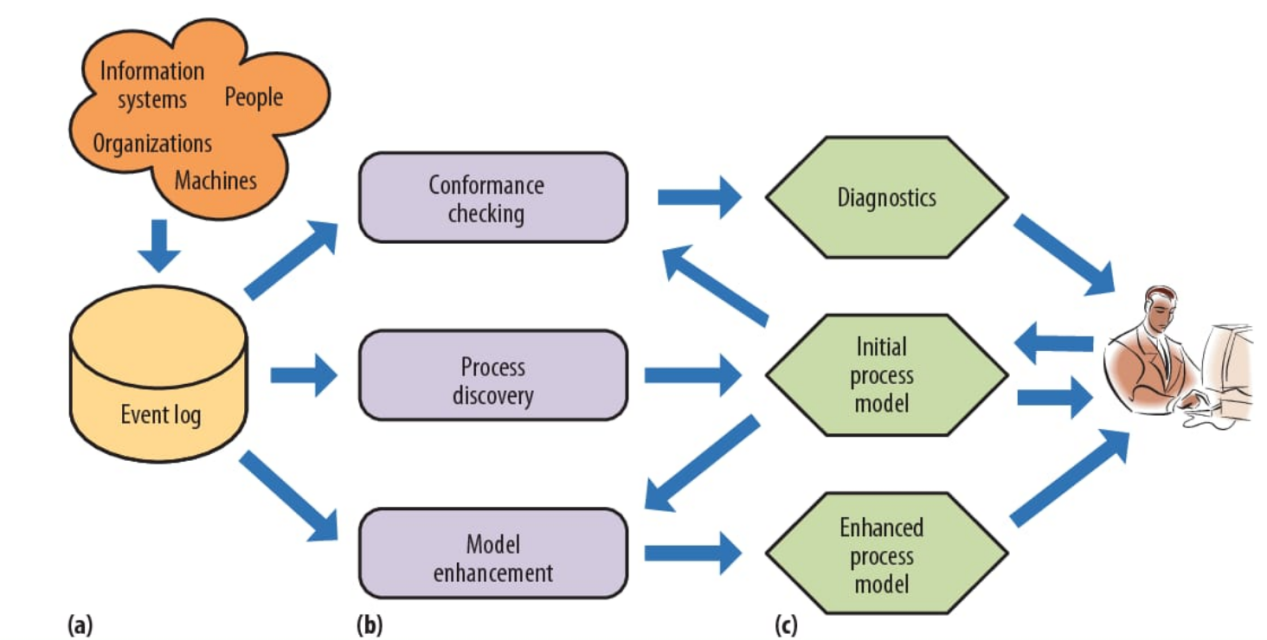 Information
systems
People
Organizations
Machines
Event log
Conformance
checking
Process
discovery
Model
enhancement
Diagnostics
Initial
process
model
Enhanced
process
model
(a)
(b)
(c)